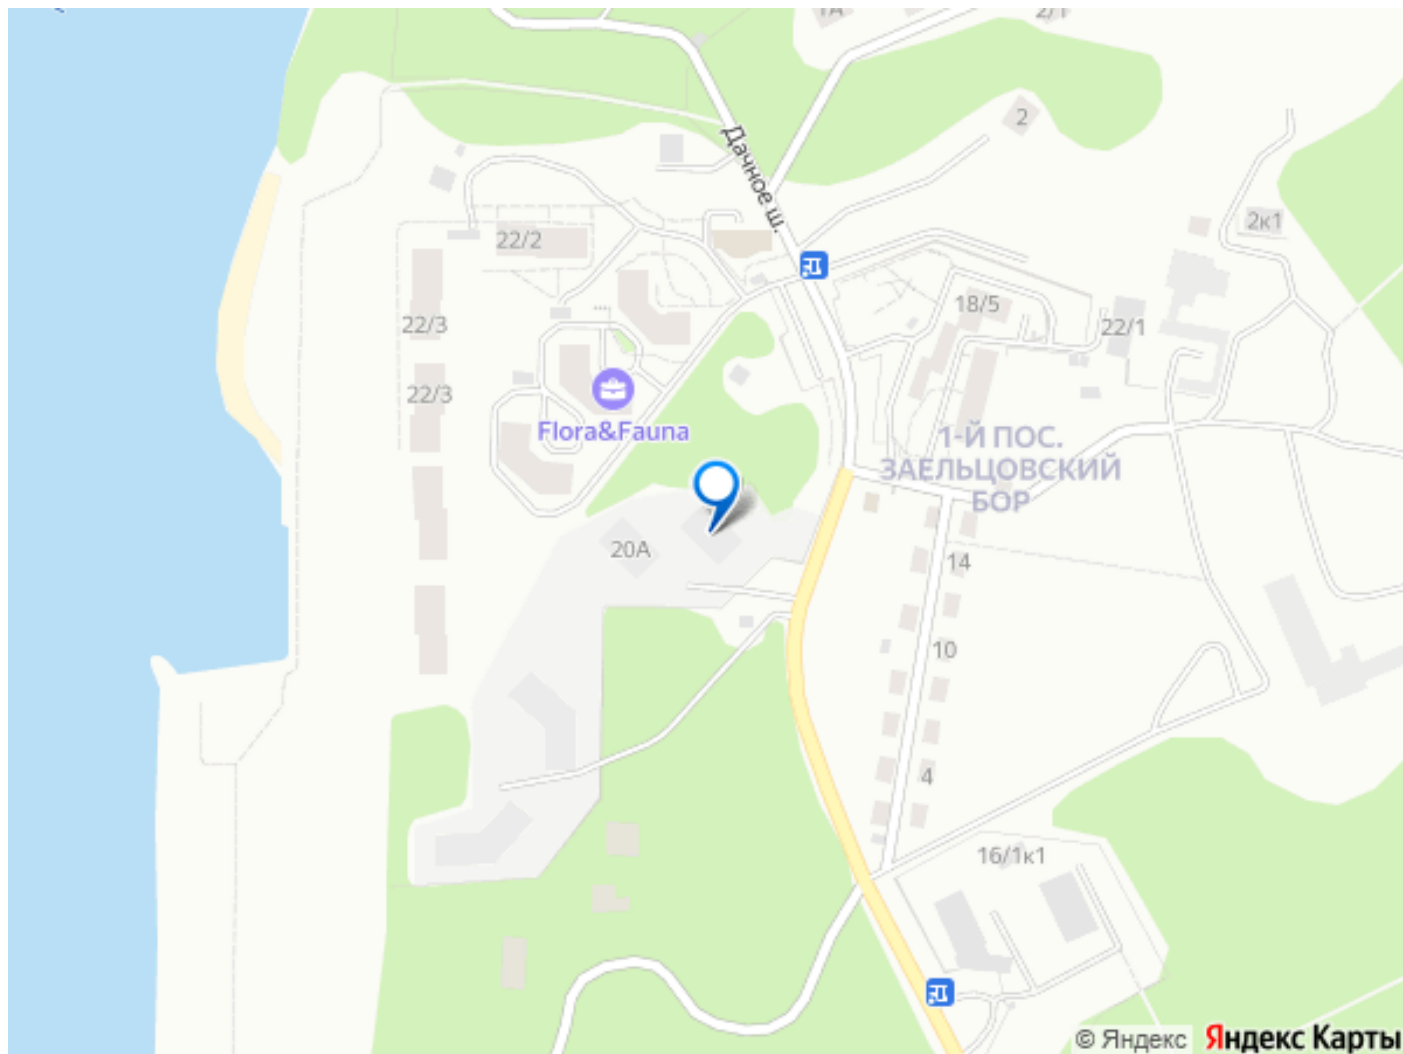 1А
2/1
2
Дачное ш.
2к1
22/2
22/3
18/5
22/1
22/3
Flora&Fauna
1-Й ПОС.
ЗАЕЛЬЦОВСКИЙ
БОР
20А
14
10
4
16/1к1
© Яндекс
Яндекс Карты